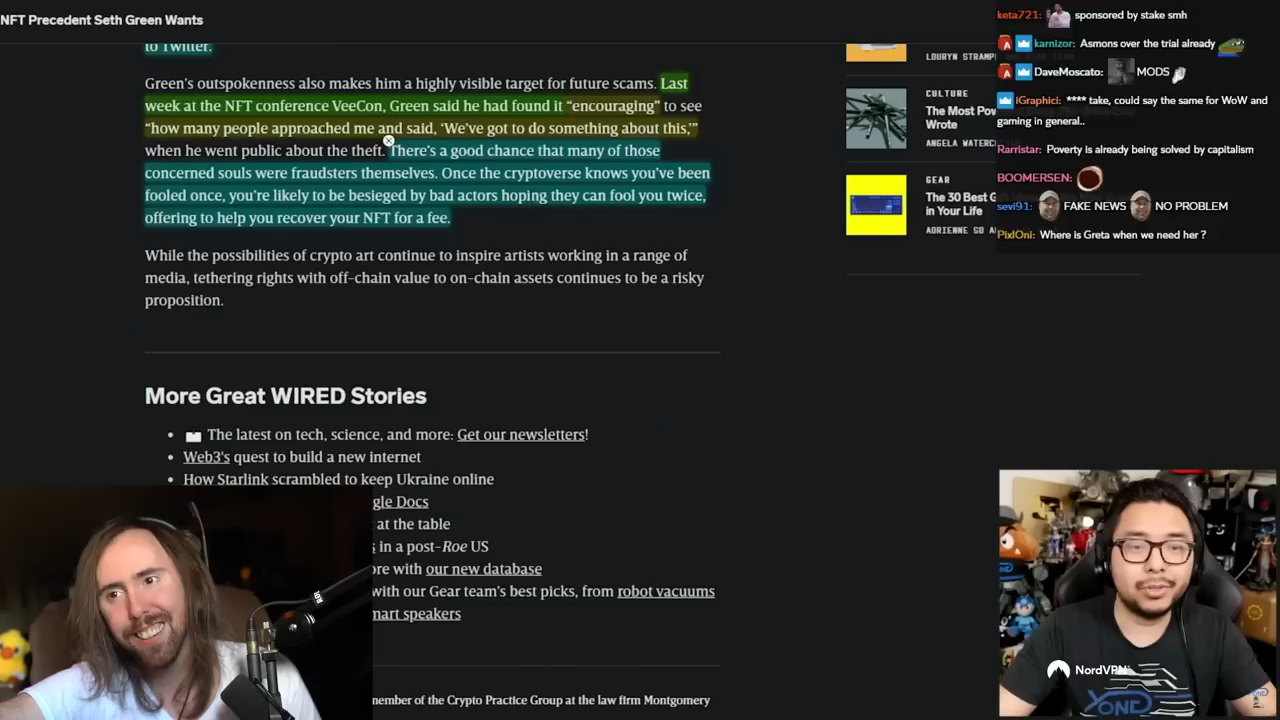 NFT Precedent Seth Green Wants
to Twitter.
Green's outspokenness also makes him a highly visible target for future scams. Last
week at the NFT conference VeeCon, Green said he had found it “encouraging” to see
“how many people approached me and said, ‘We’ve got to do something about this,’”
when he went public about the theft. There’s a good chance that many of those
concerned souls were fraudsters themselves. Once the cryptoverse knows you’ve been
fooled once, you’re likely to be besieged by bad actors hoping they can fool you twice,
offering to help you recover your NFT for a fee.
While the possibilities of crypto art continue to inspire artists working in a range of
media, tethering rights with off-chain value to on-chain assets continues to be a risky
proposition.
More Great WIRED Stories
• The latest on tech, science, and more: Get our newsletters!
• Web3's quest to build a new internet
• How Starlink scrambled to keep Ukraine online
gle Docs
at the table
in a post-Roe US
ore with our new database
with our Gear team's best picks, from robot vacuums
mart speakers
member of the Crypto Practice Group at the law firm Montgomery
LOURYN STRAMP
CULTURE
The Most Pov
Wrote
ANGELA WATERC
GEAR
The 30 Best G
in Your Life
ADRIENNE SO A
keta721: sponsored by stake smh
karnizor: Asmons over the trial already
DaveMoscato: MODS
iGraphici: **** take, could say the same for WoW and
gaming in general..
Rarristar: Poverty is already being solved by capitalism
BOOMERSEN:
sevi91: FAKE NEWS NO PROBLEM
PixlOni: Where is Greta when we need her ?
NordVPN